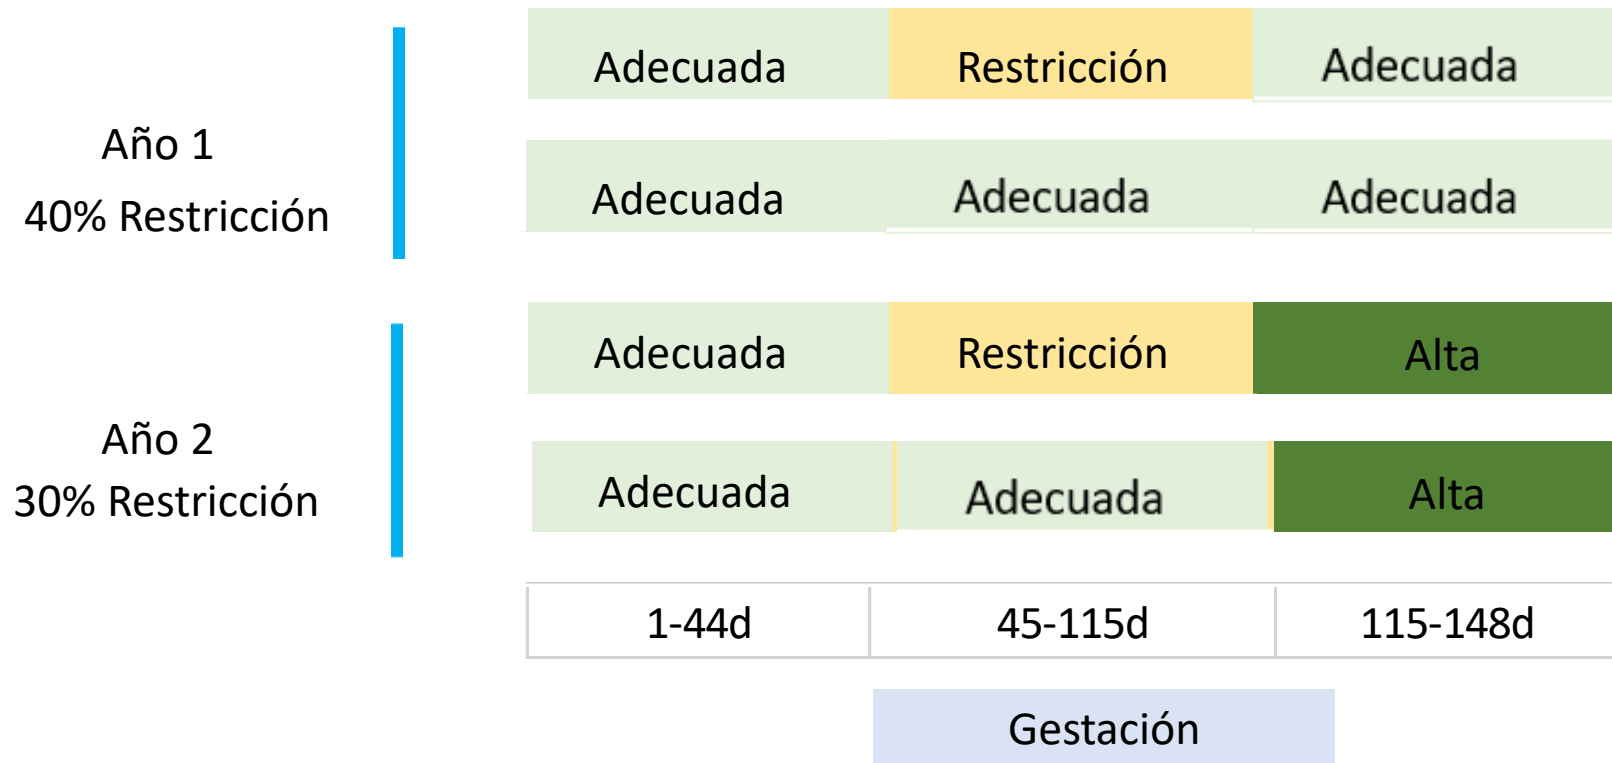 Adecuada Restricción Adecuada
Año 1
40% Restricción
Adecuada Adecuada Adecuada
Adecuada Restricción Alta
Año 2
30% Restricción
Adecuada Adecuada Alta
1-44d 45-115d 115-148d
Gestación